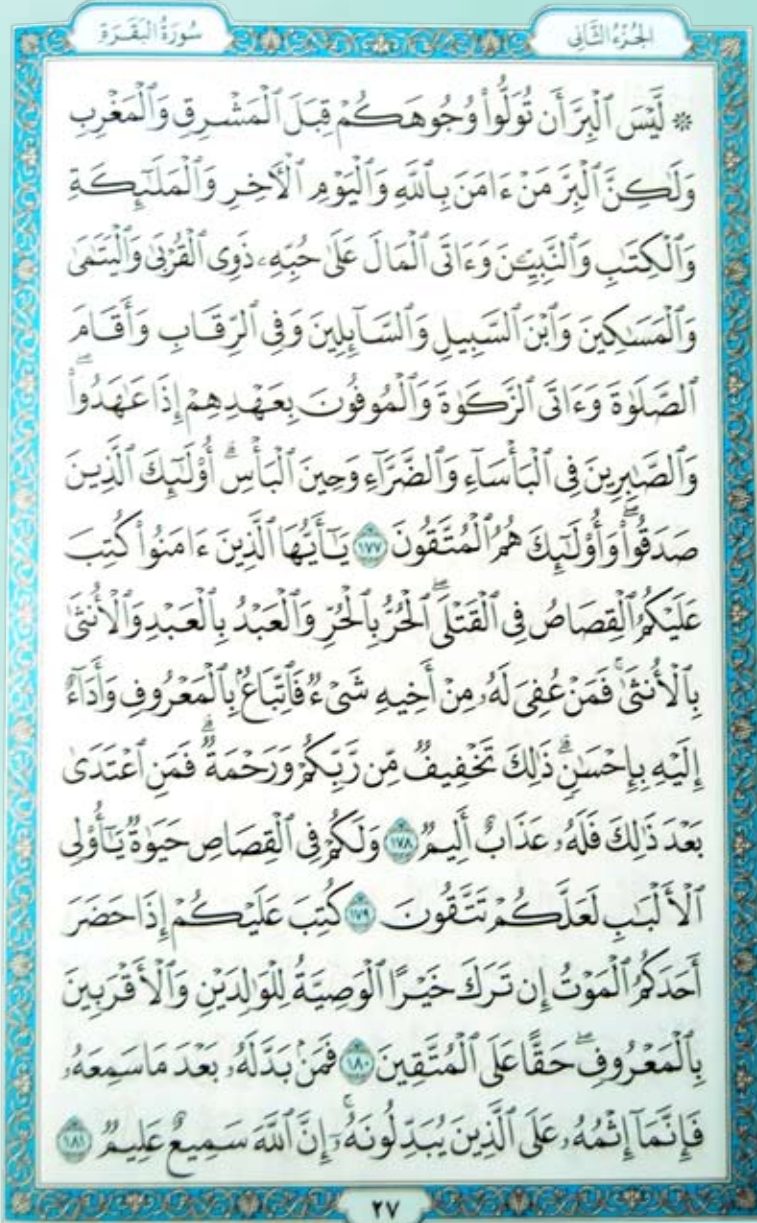 الجُزْءُ الثَّانِي
سُورَةُ البَقَرَةِ
۞ لَّيْسَ ٱلْبِرَّ أَن تُوَلُّوا۟ وُجُوهَكُمْ قِبَلَ ٱلْمَشْرِقِ وَٱلْمَغْرِبِ
وَلَٰكِنَّ ٱلْبِرَّ مَنْ ءَامَنَ بِٱللَّهِ وَٱلْيَوْمِ ٱلْءَاخِرِ وَٱلْمَلَٰٓئِكَةِ
وَٱلْكِتَٰبِ وَٱلنَّبِيِّۦنَ وَءَاتَى ٱلْمَالَ عَلَىٰ حُبِّهِۦ ذَوِى ٱلْقُرْبَىٰ وَٱلْيَتَٰمَىٰ
وَٱلْمَسَٰكِينَ وَٱبْنَ ٱلسَّبِيلِ وَٱلسَّآئِلِينَ وَفِى ٱلرِّقَابِ وَأَقَامَ
ٱلصَّلَوٰةَ وَءَاتَى ٱلزَّكَوٰةَ وَٱلْمُوفُونَ بِعَهْدِهِمْ إِذَا عَٰهَدُوا۟ ۖ
وَٱلصَّٰبِرِينَ فِى ٱلْبَأْسَآءِ وَٱلضَّرَّآءِ وَحِينَ ٱلْبَأْسِ ۗ أُو۟لَٰٓئِكَ ٱلَّذِينَ
صَدَقُوا۟ ۖ وَأُو۟لَٰٓئِكَ هُمُ ٱلْمُتَّقُونَ ١٧٧ يَٰٓأَيُّهَا ٱلَّذِينَ ءَامَنُوا۟ كُتِبَ
عَلَيْكُمُ ٱلْقِصَاصُ فِى ٱلْقَتْلَى ۖ ٱلْحُرُّ بِٱلْحُرِّ وَٱلْعَبْدُ بِٱلْعَبْدِ وَٱلْأُنثَىٰ
بِٱلْأُنثَىٰ ۚ فَمَنْ عُفِىَ لَهُۥ مِنْ أَخِيهِ شَىْءٌ فَٱتِّبَاعٌۢ بِٱلْمَعْرُوفِ وَأَدَآءٌ
إِلَيْهِ بِإِحْسَٰنٍ ۗ ذَٰلِكَ تَخْفِيفٌ مِّن رَّبِّكُمْ وَرَحْمَةٌ ۗ فَمَنِ ٱعْتَدَىٰ
بَعْدَ ذَٰلِكَ فَلَهُۥ عَذَابٌ أَلِيمٌ ١٧٨ وَلَكُمْ فِى ٱلْقِصَاصِ حَيَوٰةٌ يَٰٓأُو۟لِى
ٱلْأَلْبَٰبِ لَعَلَّكُمْ تَتَّقُونَ ١٧٩ كُتِبَ عَلَيْكُمْ إِذَا حَضَرَ
أَحَدَكُمُ ٱلْمَوْتُ إِن تَرَكَ خَيْرًا ٱلْوَصِيَّةُ لِلْوَٰلِدَيْنِ وَٱلْأَقْرَبِينَ
بِٱلْمَعْرُوفِ ۖ حَقًّا عَلَى ٱلْمُتَّقِينَ ١٨٠ فَمَنۢ بَدَّلَهُۥ بَعْدَ مَا سَمِعَهُۥ
فَإِنَّمَآ إِثْمُهُۥ عَلَى ٱلَّذِينَ يُبَدِّلُونَهُۥٓ ۚ إِنَّ ٱللَّهَ سَمِيعٌ عَلِيمٌ ١٨١
٢٧